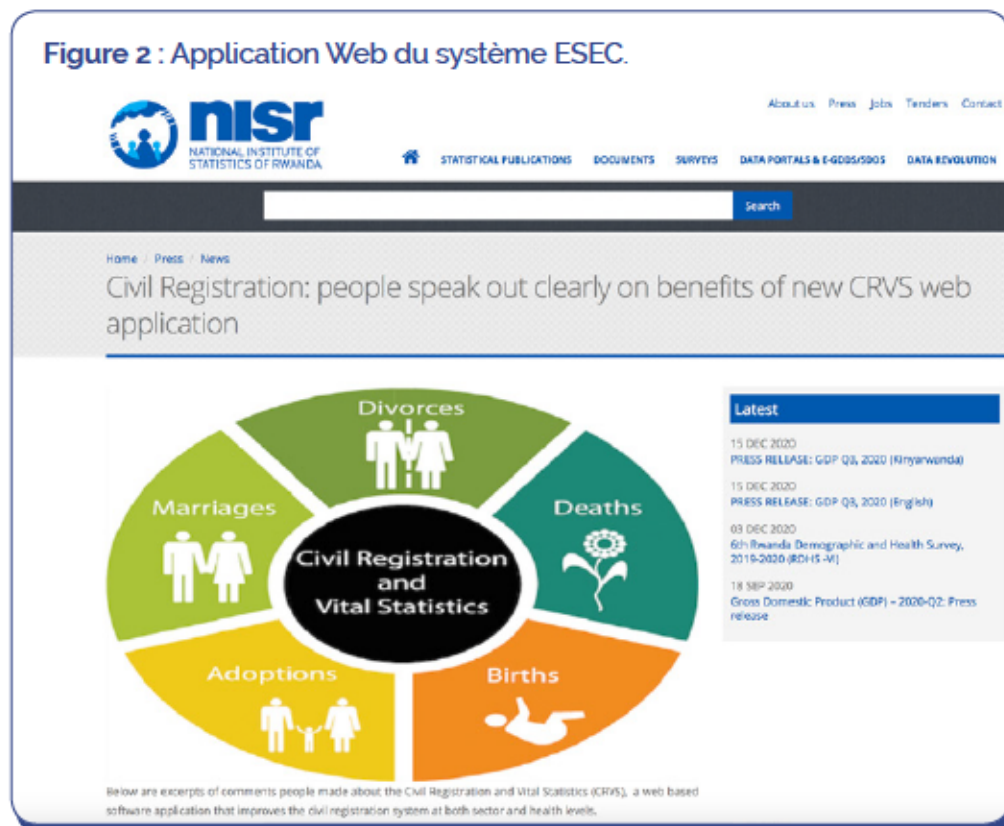 Figure 2 : Application Web du système ESEC.
About us Press Jobs Tenders Contact
nisr
NATIONAL INSTITUTE OF
STATISTICS OF RWANDA
STATISTICAL PUBLICATIONS DOCUMENTS SURVEYS DATA PORTALS & E-GDDS/SDDS DATA REVOLUTION
Search
Home / Press / News
Civil Registration: people speak out clearly on benefits of new CRVS web
application
Divorces
Marriages
Deaths
Civil Registration
and
Vital Statistics
Adoptions
Births
Latest
15 DEC 2020
PRESS RELEASE: GDP Q3, 2020 (Kinyarwanda)
15 DEC 2020
PRESS RELEASE: GDP Q3, 2020 (English)
03 DEC 2020
6th Rwanda Demographic and Health Survey,
2019-2020 (RDHS -VI)
18 SEP 2020
Gross Domestic Product (GDP) – 2020-Q2: Press
release
Below are excerpts of comments people made about the Civil Registration and Vital Statistics (CRVS), a web based
software application that improves the civil registration system at both sector and health levels.